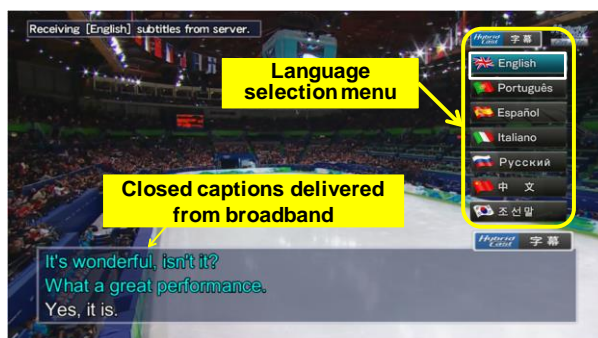 Receiving [English] subtitles from server.
Hybrid
Cast 字幕
English
Português
Español
Italiano
Русский
中 文
조선말
Language
selection menu
Closed captions delivered
from broadband
Hybrid
Cast 字幕
It's wonderful, isn't it?
What a great performance.
Yes, it is.